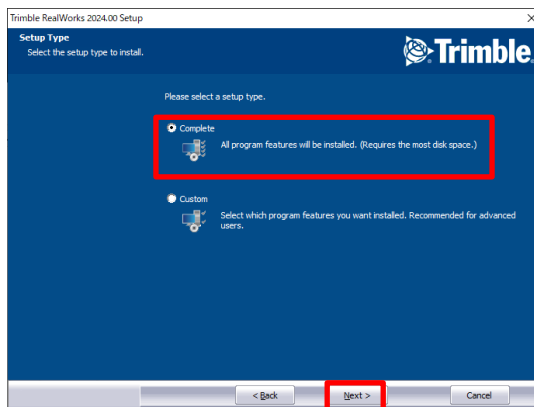 Trimble RealWorks 2024.00 Setup
Setup Type
Select the setup type to install.
Trimble.
Please select a setup type.
Complete
All program features will be installed. (Requires the most disk space.)
Custom
Select which program features you want installed. Recommended for advanced
users.
< Back
Next >
Cancel